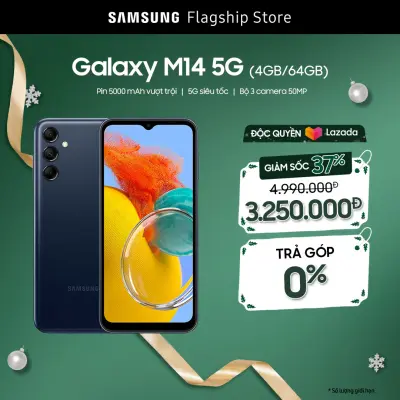 SAMSUNG Flagship Store
Galaxy M14 5G (4GB/64GB)
Pin 5000 mAh vượt trội | 5G siêu tốc | Bộ 3 camera 50MP
ĐỘC QUYỀN Lazada
GIẢM SỐC 37%
4.990.000Đ
3.250.000Đ
TRẢ GÓP
0%
SAMSUNG
* Số lượng giới hạn